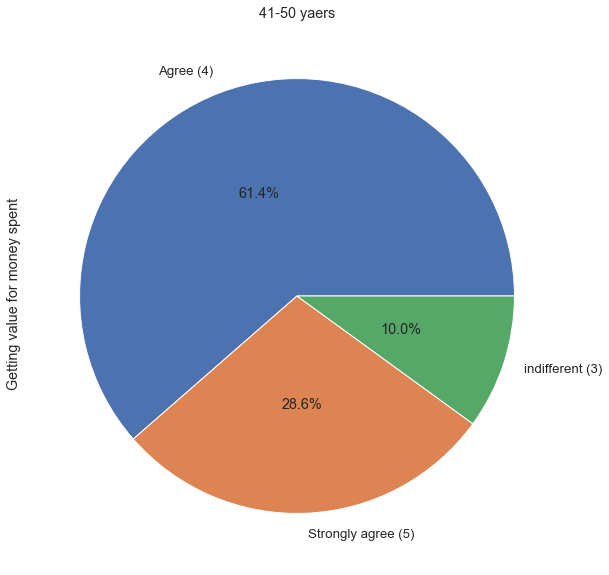 41-50 yaers
Agree (4)
61.4%
Getting value for money spent
10.0%
indifferent (3)
28.6%
Strongly agree (5)